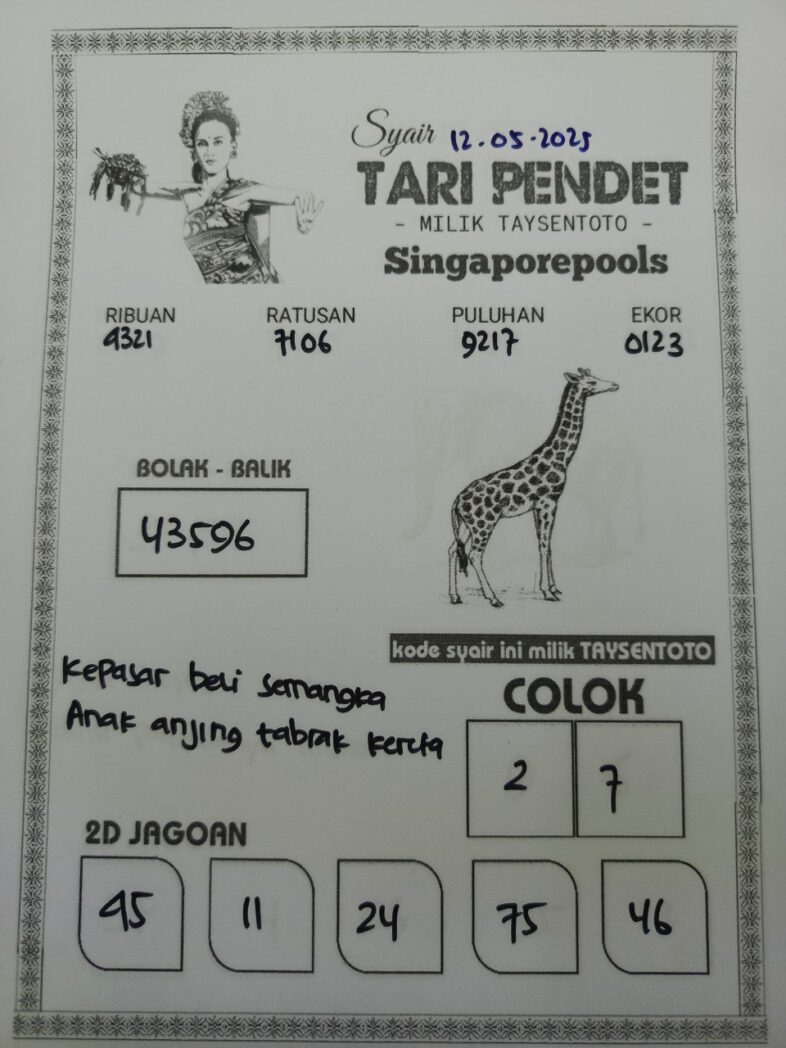 Syair 12.05.2025
TARI PENDET
- MILIK TAYSENTOTO -
Singaporepools
RIBUAN RATUSAN PULUHAN EKOR
9321 7106 9217 0123
BOLAK - BALIK
43596
kode syair ini milik TAYSENTOTO
Kepasar beli semangka
Anak anjing tabrak kereta
COLOK
2 7
2D JAGOAN
95 11 24 75 46